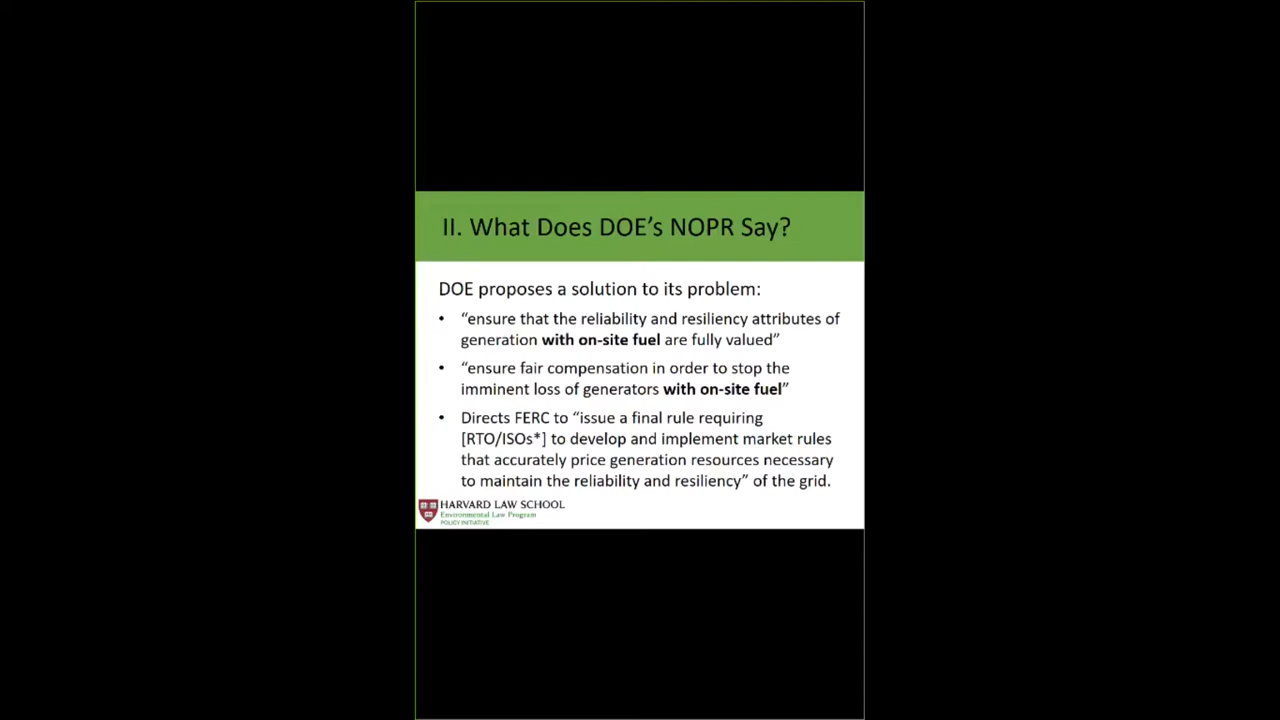 II. What Does DOE’s NOPR Say?
DOE proposes a solution to its problem:
• “ensure that the reliability and resiliency attributes of
generation with on-site fuel are fully valued”
• “ensure fair compensation in order to stop the
imminent loss of generators with on-site fuel”
• Directs FERC to “issue a final rule requiring
[RTO/ISOs*] to develop and implement market rules
that accurately price generation resources necessary
to maintain the reliability and resiliency” of the grid.
HARVARD LAW SCHOOL
Environmental Law Program
POLICY INITIATIVE